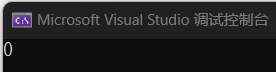 Microsoft Visual Studio 调试控制台
0